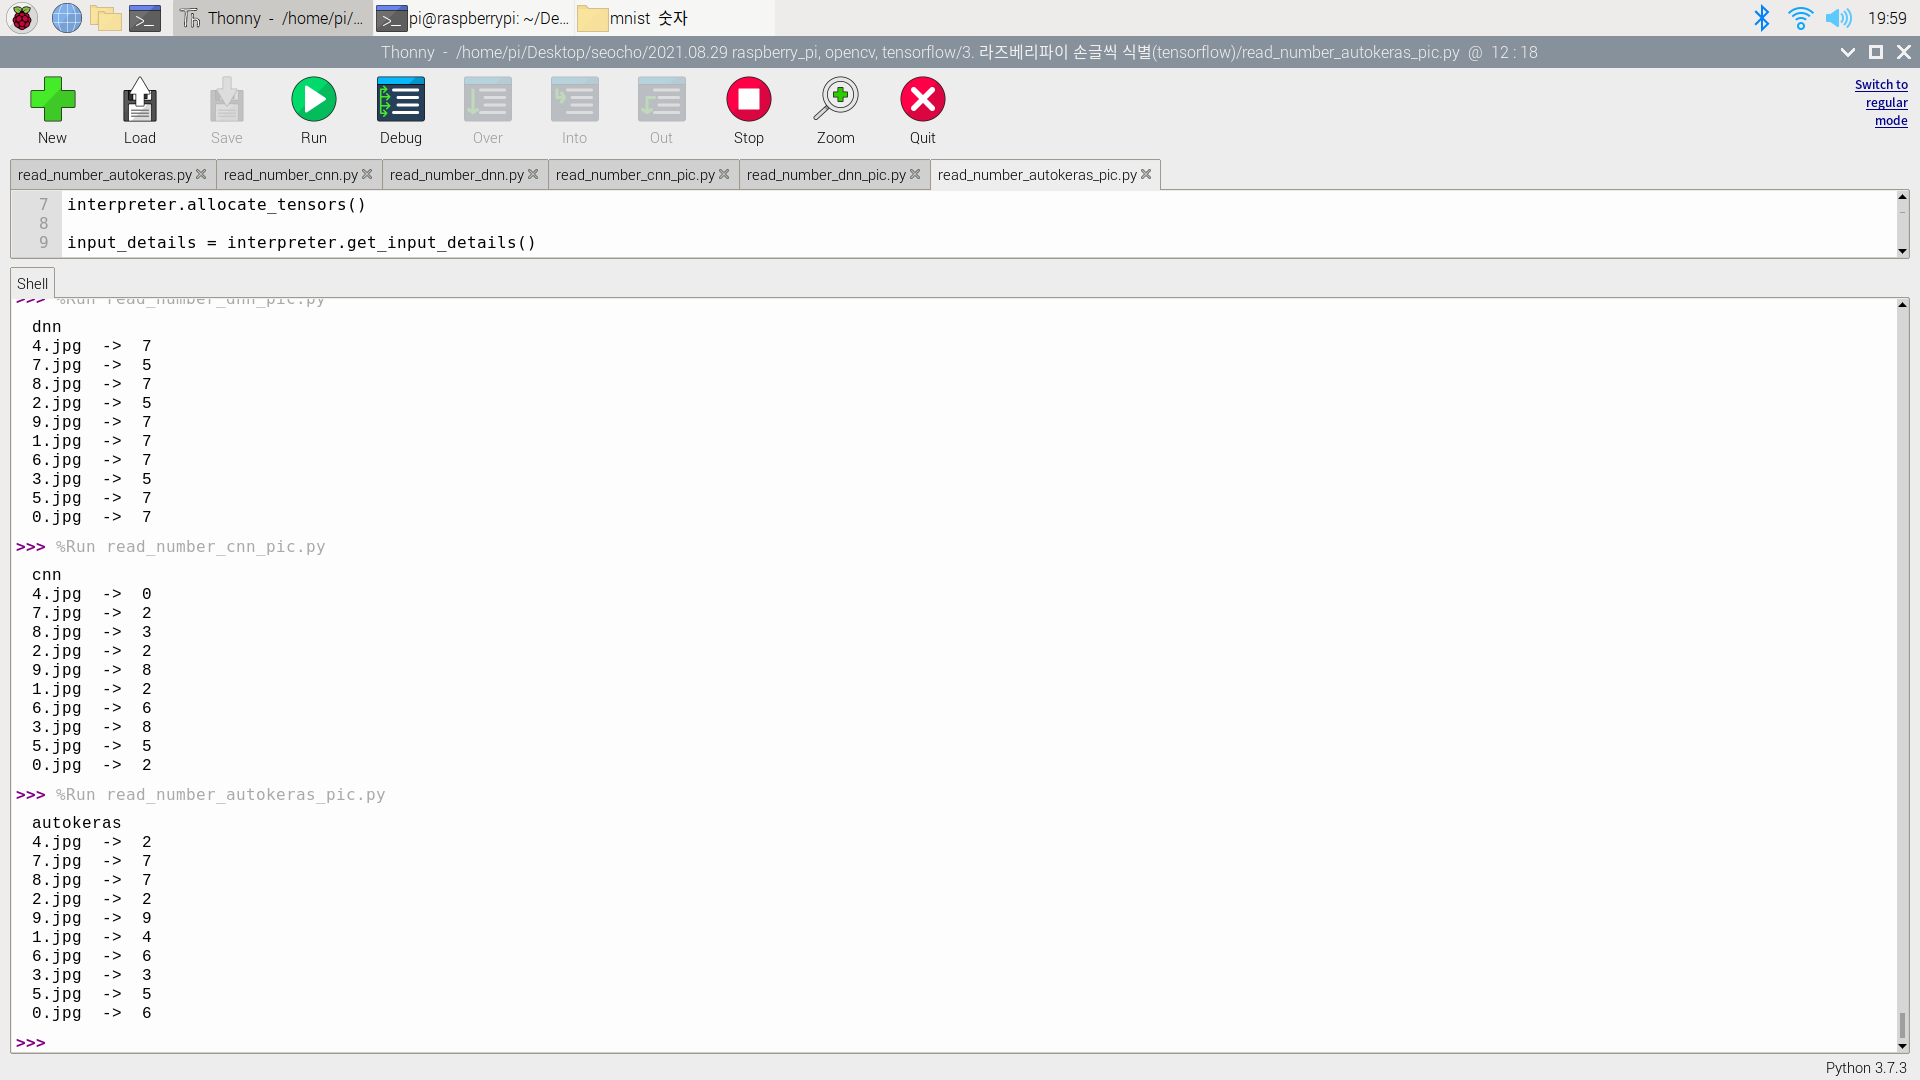 Thonny - /home/pi/... pi@raspberrypi: ~/De... mnist 숫자 19:59
Thonny - /home/pi/Desktop/seocho/2021.08.29 raspberry_pi, opencv, tensorflow/3. 라즈베리파이 손글씩 식별(tensorflow)/read_number_autokeras_pic.py @ 12 : 18
New Load Save Run Debug Over Into Out Stop Zoom Quit
Switch to
regular
mode
read_number_autokeras.py read_number_cnn.py read_number_dnn.py read_number_cnn_pic.py read_number_dnn_pic.py read_number_autokeras_pic.py
7 interpreter.allocate_tensors()
8
9 input_details = interpreter.get_input_details()
Shell
>>> %Run read_number_dnn_pic.py
dnn
4.jpg -> 7
7.jpg -> 5
8.jpg -> 7
2.jpg -> 5
9.jpg -> 7
1.jpg -> 7
6.jpg -> 7
3.jpg -> 5
5.jpg -> 7
0.jpg -> 7
>>> %Run read_number_cnn_pic.py
cnn
4.jpg -> 0
7.jpg -> 2
8.jpg -> 3
2.jpg -> 2
9.jpg -> 8
1.jpg -> 2
6.jpg -> 6
3.jpg -> 8
5.jpg -> 5
0.jpg -> 2
>>> %Run read_number_autokeras_pic.py
autokeras
4.jpg -> 2
7.jpg -> 7
8.jpg -> 7
2.jpg -> 2
9.jpg -> 9
1.jpg -> 4
6.jpg -> 6
3.jpg -> 3
5.jpg -> 5
0.jpg -> 6
>>>
Python 3.7.3